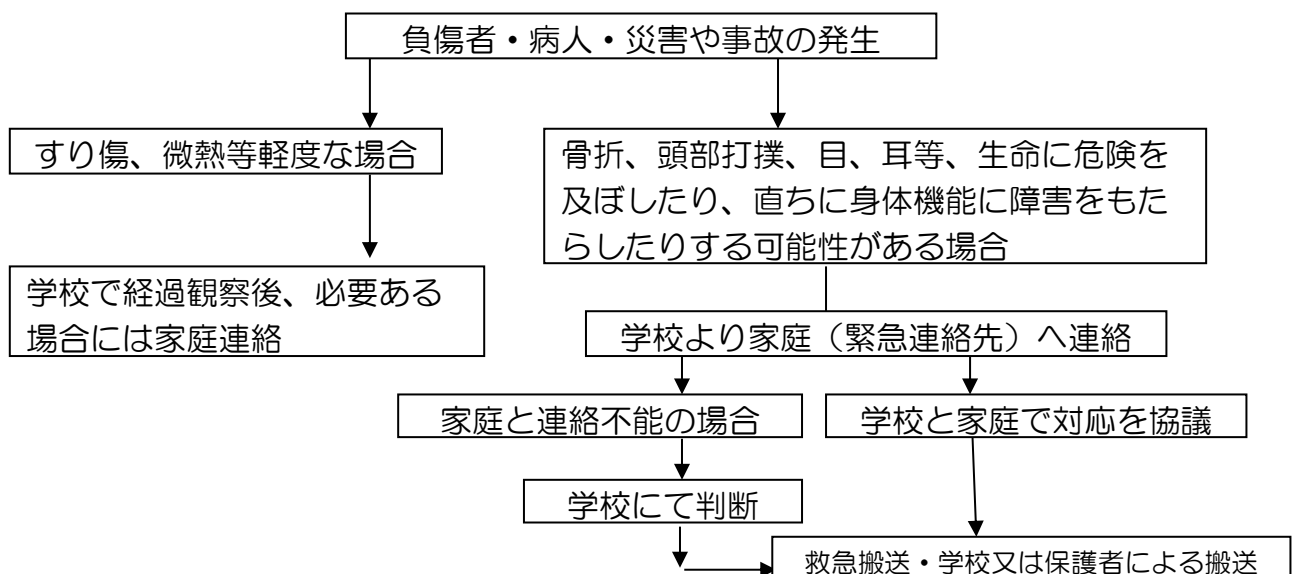 負傷者・病人・災害や事故の発生
すり傷、微熱等軽度な場合
骨折、頭部打撲、目、耳等、生命に危険を
及ぼしたり、直ちに身体機能に障害をもた
らしたりする可能性がある場合
学校で経過観察後、必要ある
場合には家庭連絡
学校より家庭（緊急連絡先）へ連絡
家庭と連絡不能の場合
学校と家庭で対応を協議
学校にて判断
救急搬送・学校又は保護者による搬送